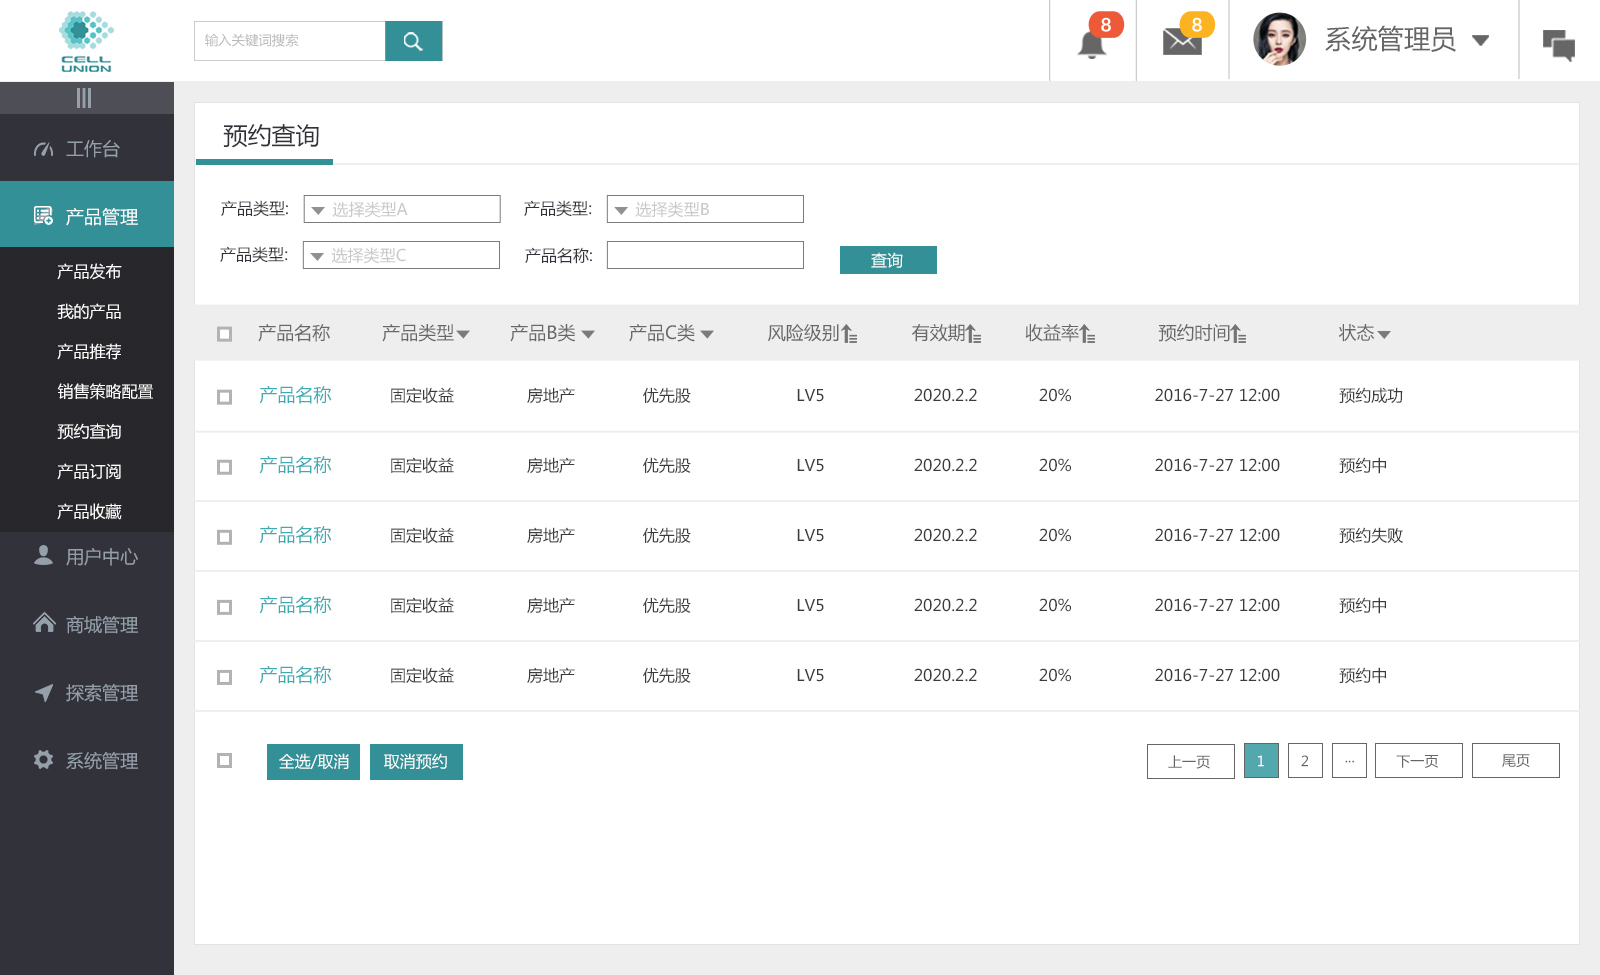 CELL
UNION
输入关键词搜索
8
8
系统管理员
工作台
产品管理
产品发布
我的产品
产品推荐
销售策略配置
预约查询
产品订阅
产品收藏
用户中心
商城管理
探索管理
系统管理
预约查询
产品类型: 选择类型A 产品类型: 选择类型B
产品类型: 选择类型C 产品名称: 查询
产品名称 产品类型 产品B类 产品C类 风险级别 有效期 收益率 预约时间 状态
产品名称 固定收益 房地产 优先股 LV5 2020.2.2 20% 2016-7-27 12:00 预约成功
产品名称 固定收益 房地产 优先股 LV5 2020.2.2 20% 2016-7-27 12:00 预约中
产品名称 固定收益 房地产 优先股 LV5 2020.2.2 20% 2016-7-27 12:00 预约失败
产品名称 固定收益 房地产 优先股 LV5 2020.2.2 20% 2016-7-27 12:00 预约中
产品名称 固定收益 房地产 优先股 LV5 2020.2.2 20% 2016-7-27 12:00 预约中
全选/取消 取消预约 上一页 1 2 ... 下一页 尾页